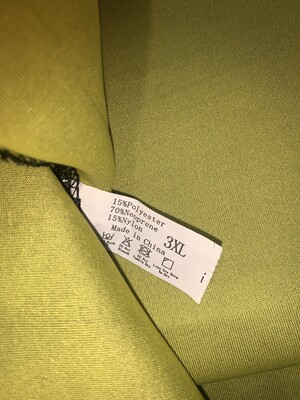 15%Polyester
70%Neoprene
15%Nylon
Made in China
3XL
i